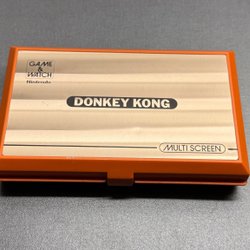 GAME
&
WATCH
Nintendo
DONKEY KONG
MULTI SCREEN